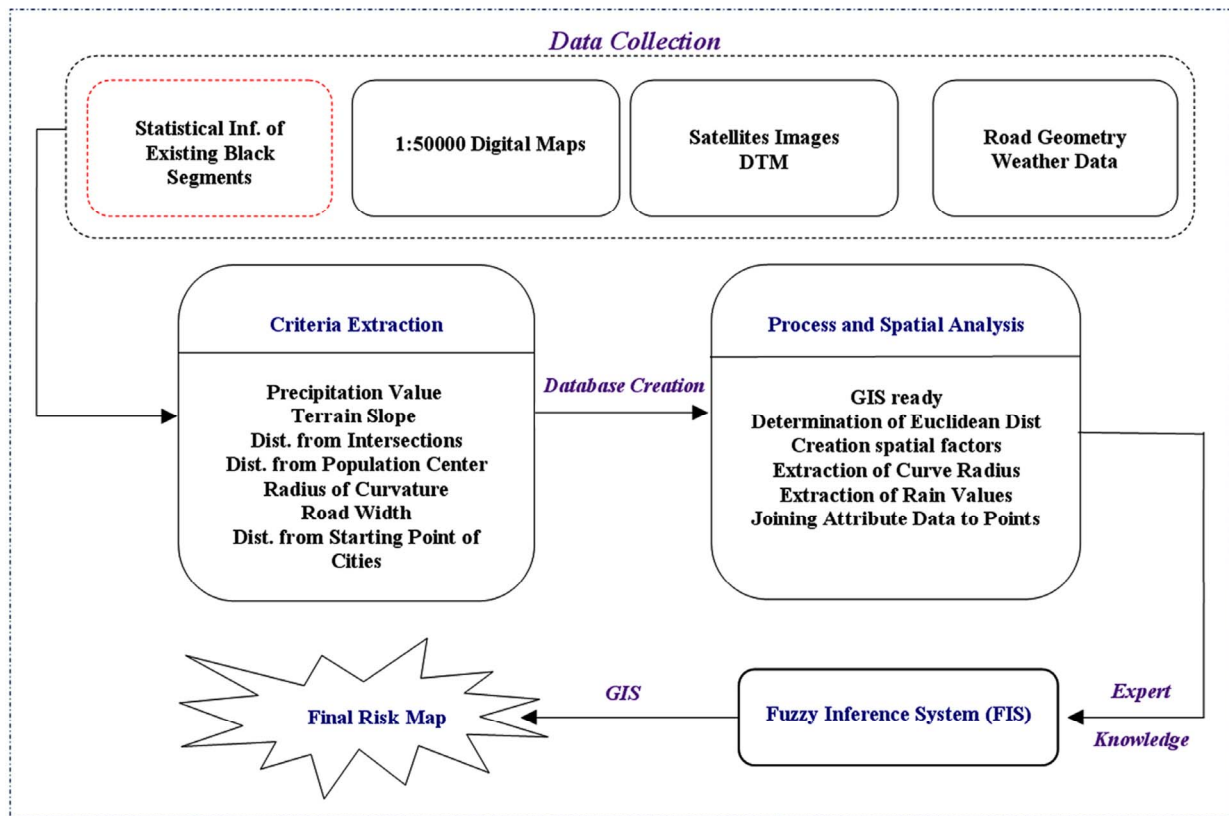 Data Collection
Statistical Inf. of
Existing Black
Segments
1:50000 Digital Maps
Satellites Images
DTM
Road Geometry
Weather Data
Criteria Extraction
Precipitation Value
Terrain Slope
Dist. from Intersections
Dist. from Population Center
Radius of Curvature
Road Width
Dist. from Starting Point of
Cities
Database Creation
Process and Spatial Analysis
GIS ready
Determination of Euclidean Dist
Creation spatial factors
Extraction of Curve Radius
Extraction of Rain Values
Joining Attribute Data to Points
Expert
Knowledge
Fuzzy Inference System (FIS)
GIS
Final Risk Map